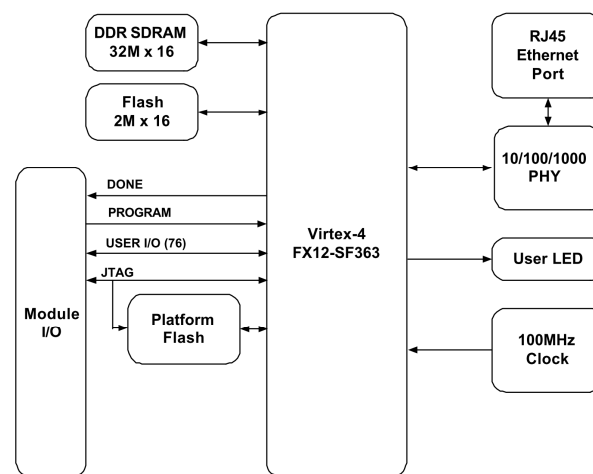 DDR SDRAM
32M x 16
Flash
2M x 16
DONE
PROGRAM
USER I/O (76)
JTAG
Module
I/O
Platform
Flash
Virtex-4
FX12-SF363
RJ45
Ethernet
Port
10/100/1000
PHY
User LED
100MHz
Clock